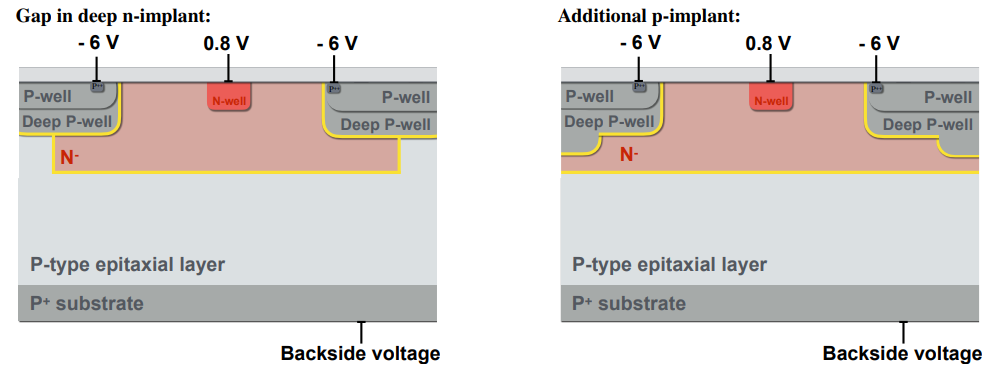 Gap in deep n-implant:
- 6 V 0.8 V - 6 V
P++ P++
P-well N-well P-well
Deep P-well Deep P-well
N-
P-type epitaxial layer
P+ substrate
Backside voltage
Additional p-implant:
- 6 V 0.8 V - 6 V
P++ P++
P-well N-well P-well
Deep P-well Deep P-well
N-
P-type epitaxial layer
P+ substrate
Backside voltage